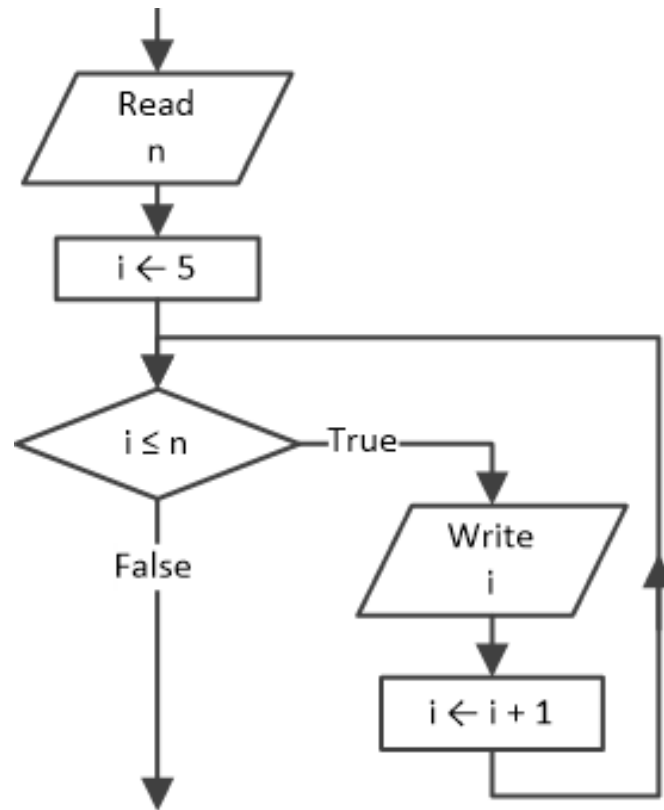 Read
n
i ← 5
i ≤ n
True
Write
i
False
i ← i + 1